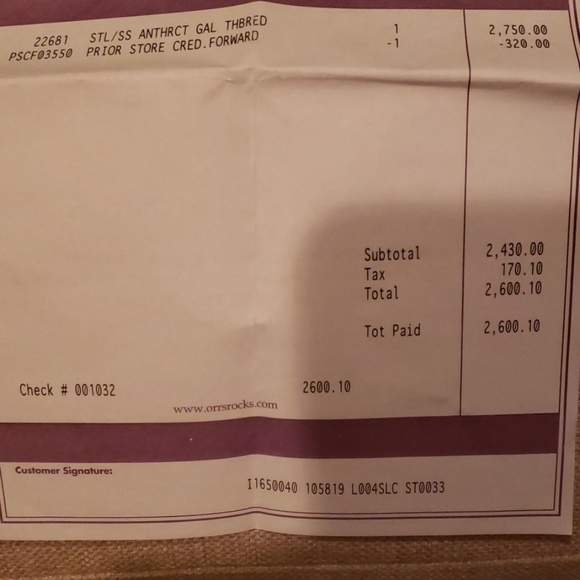 22681 STL/SS ANTHRCT GAL THBRED 1 2,750.00
PSCF03550 PRIOR STORE CRED.FORWARD -1 -320.00
Subtotal 2,430.00
Tax 170.10
Total 2,600.10
Tot Paid 2,600.10
Check # 001032 2600.10
www.orrsrocks.com
Customer Signature:
I1650040 105819 L004SLC ST0033